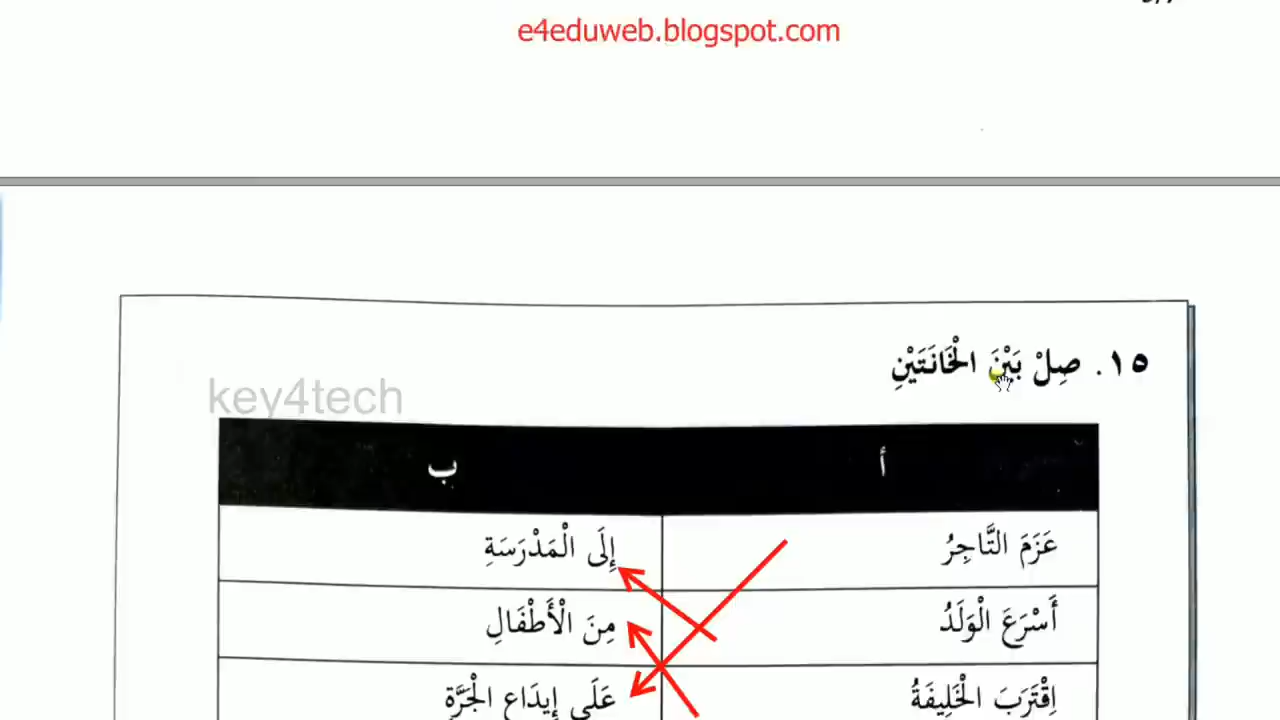 e4eduweb.blogspot.com
١٥. صِلْ بَيْنَ الْخَانَتَيْنِ
key4tech
أ ب
عَزَمَ التَّاجِرُ إِلَى الْمَدْرَسَةِ
أَسْرَعَ الْوَلَدُ مِنَ الْأَطْفَالِ
اِقْتَرَبَ الْخَلِيفَةُ عَلَى إِيدَاعِ الْجَرَّةِ